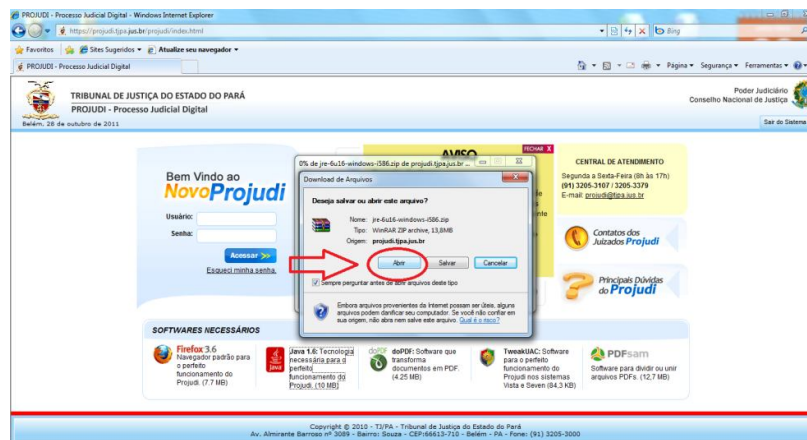 PROJUDI - Processo Judicial Digital - Windows Internet Explorer
https://projudi.tjpa.jus.br/projudi/index.html
Bing
Favoritos
Sites Sugeridos
Atualize seu navegador
PROJUDI - Processo Judicial Digital
Página
Segurança
Ferramentas
TRIBUNAL DE JUSTIÇA DO ESTADO DO PARÁ
PROJUDI - Processo Judicial Digital
Belém, 28 de outubro de 2011
Poder Judiciário
Conselho Nacional de Justiça
Sair do Sistema
Bem Vindo ao
NovoProjudi
Usuário:
Senha:
Acessar >>
Esqueci minha senha.
AVISO
FECHAR X
0% de jre-6u16-windows-i586.zip de projudi.tjpa.jus.br ...
Download de Arquivos
Deseja salvar ou abrir este arquivo?
Nome: jre-6u16-windows-i586.zip
Tipo: WinRAR ZIP archive, 13,8MB
Origem: projudi.tjpa.jus.br
Abrir
Salvar
Cancelar
Sempre perguntar antes de abrir arquivos deste tipo
Embora arquivos provenientes da Internet possam ser úteis, alguns
arquivos podem danificar seu computador. Se você não confiar em
sua origem, não abra nem salve este arquivo. Qual é o risco?
CENTRAL DE ATENDIMENTO
Segunda a Sexta-Feira (8h às 17h)
(91) 3205-3107 / 3205-3379
E-mail: projudi@tjpa.jus.br
Contatos dos
Juizados Projudi
Principais Dúvidas
do Projudi
SOFTWARES NECESSÁRIOS
Firefox 3.6
Navegador padrão para
o perfeito
funcionamento do
Projudi. (7.7 MB)
Java 1.6: Tecnologia
necessária para o
perfeito
funcionamento do
Projudi. (10 MB)
doPDF: Software que
transforma
documentos em PDF.
(4.25 MB)
TweakUAC: Software
para o perfeito
funcionamento do
Projudi nos sistemas
Vista e Seven (84,3 KB)
PDFsam
Software para dividir ou unir
arquivos PDFs. (12,7 MB)
Copyright © 2010 - TJ/PA - Tribunal de Justiça do Estado do Pará
Av. Almirante Barroso nº 3089 - Bairro: Souza - CEP:66613-710 - Belém - PA - Fone: (91) 3205-3000